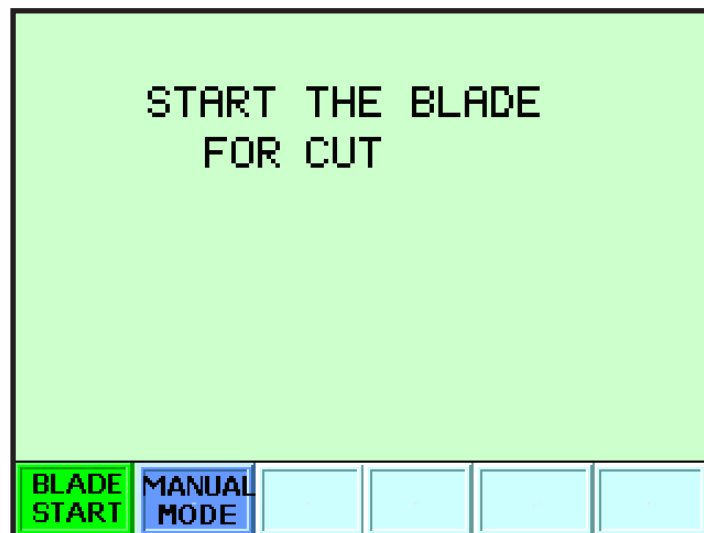 START THE BLADE
FOR CUT
BLADE
START
MANUAL
MODE